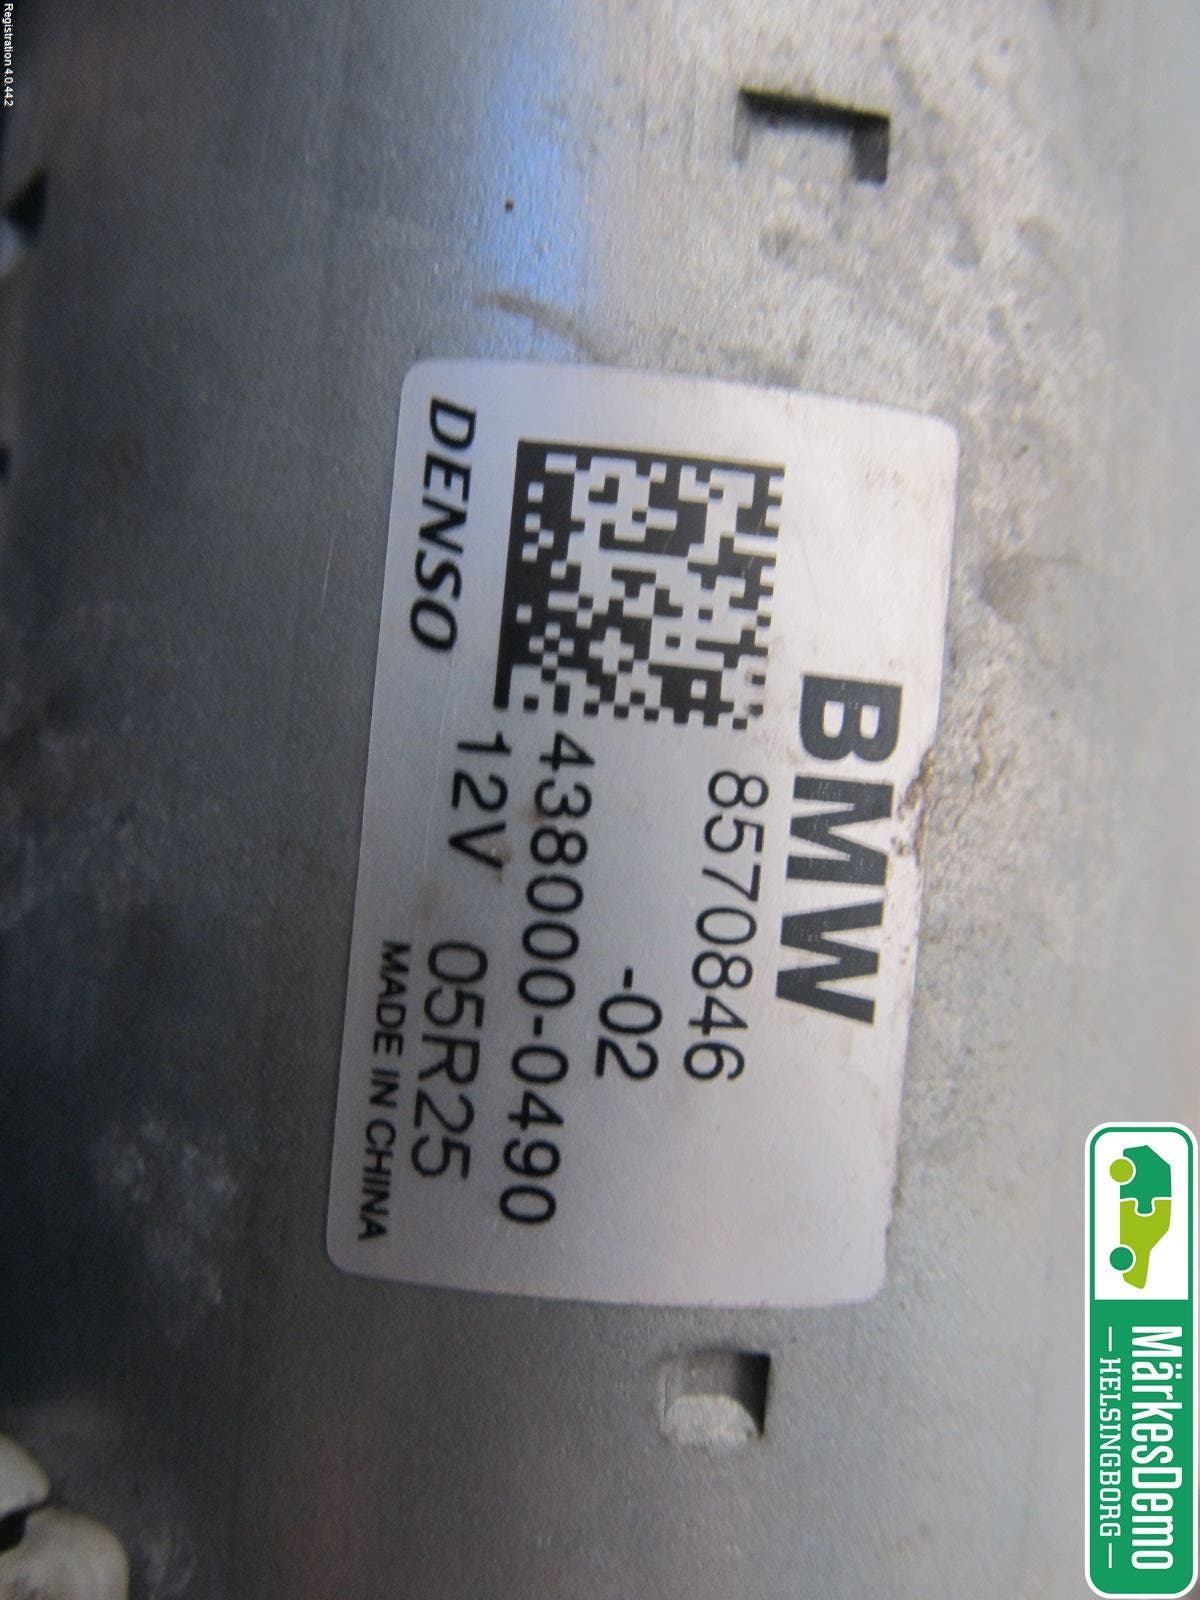 BMW
8570846
-02
438000-0490
12V 05R25
DENSO
MADE IN CHINA
MärkesDemo
— HELSINGBORG —
Registration 4.0.442